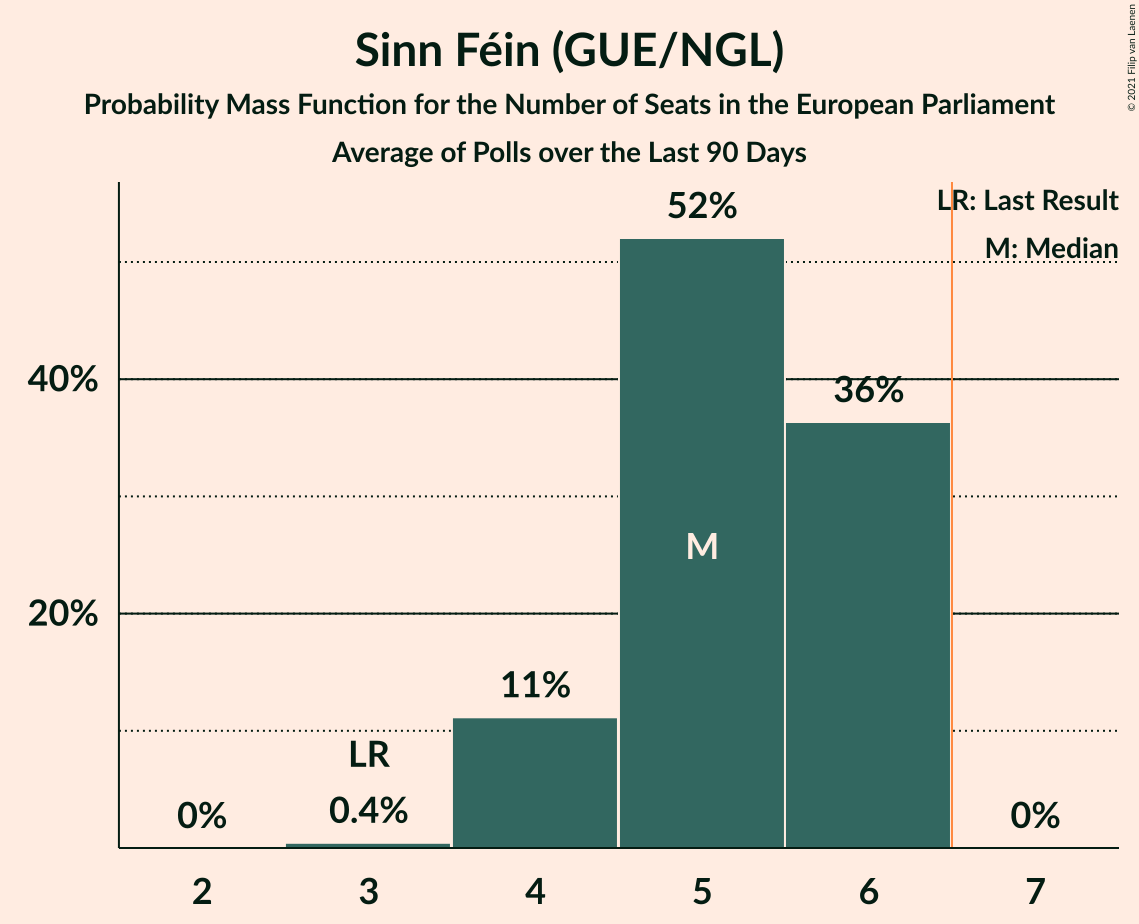 Sinn Féin (GUE/NGL)
Probability Mass Function for the Number of Seats in the European Parliament
Average of Polls over the Last 90 Days
© 2021 Filip van Laenen
LR: Last Result
M: Median
52%
40%
36%
M
20%
11%
LR
0%
0.4%
0%
2 3 4 5 6 7